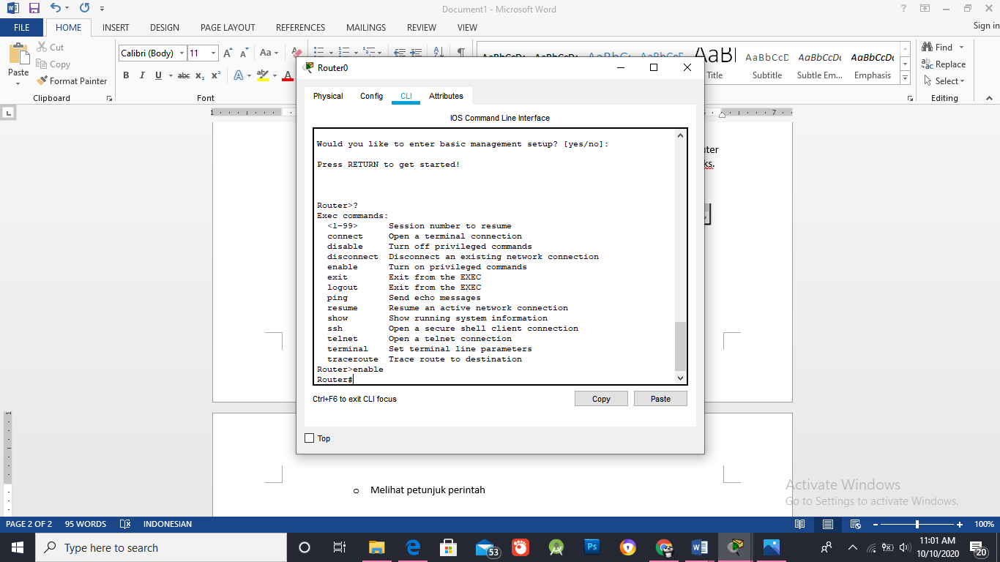 Document1 - Microsoft Word
FILE HOME INSERT DESIGN PAGE LAYOUT REFERENCES MAILINGS REVIEW VIEW
Sign in
Paste
Cut
Copy
Format Painter
Clipboard
Calibri (Body) 11
Aa
B I U abc x₂ x²
Font
AaBbCcDc AaBbCcDc AaBbCc AaBbCcD AaB AaBbCcD AaBbCcDc AaBbCcDc
Title Subtitle Subtle Em... Emphasis
Find
Replace
Select
Editing
Router0
Physical Config CLI Attributes
IOS Command Line Interface
Would you like to enter basic management setup? [yes/no]:
Press RETURN to get started!
Router>?
Exec commands:
<1-99> Session number to resume
connect Open a terminal connection
disable Turn off privileged commands
disconnect Disconnect an existing network connection
enable Turn on privileged commands
exit Exit from the EXEC
logout Exit from the EXEC
ping Send echo messages
resume Resume an active network connection
show Show running system information
ssh Open a secure shell client connection
telnet Open a telnet connection
terminal Set terminal line parameters
traceroute Trace route to destination
Router>enable
Router#
Ctrl+F6 to exit CLI focus
Copy Paste
Top
o Melihat petunjuk perintah
Activate Windows
Go to Settings to activate Windows.
PAGE 2 OF 2 95 WORDS INDONESIAN 100%
Type here to search
53
Ps
11:01 AM
10/10/2020
20